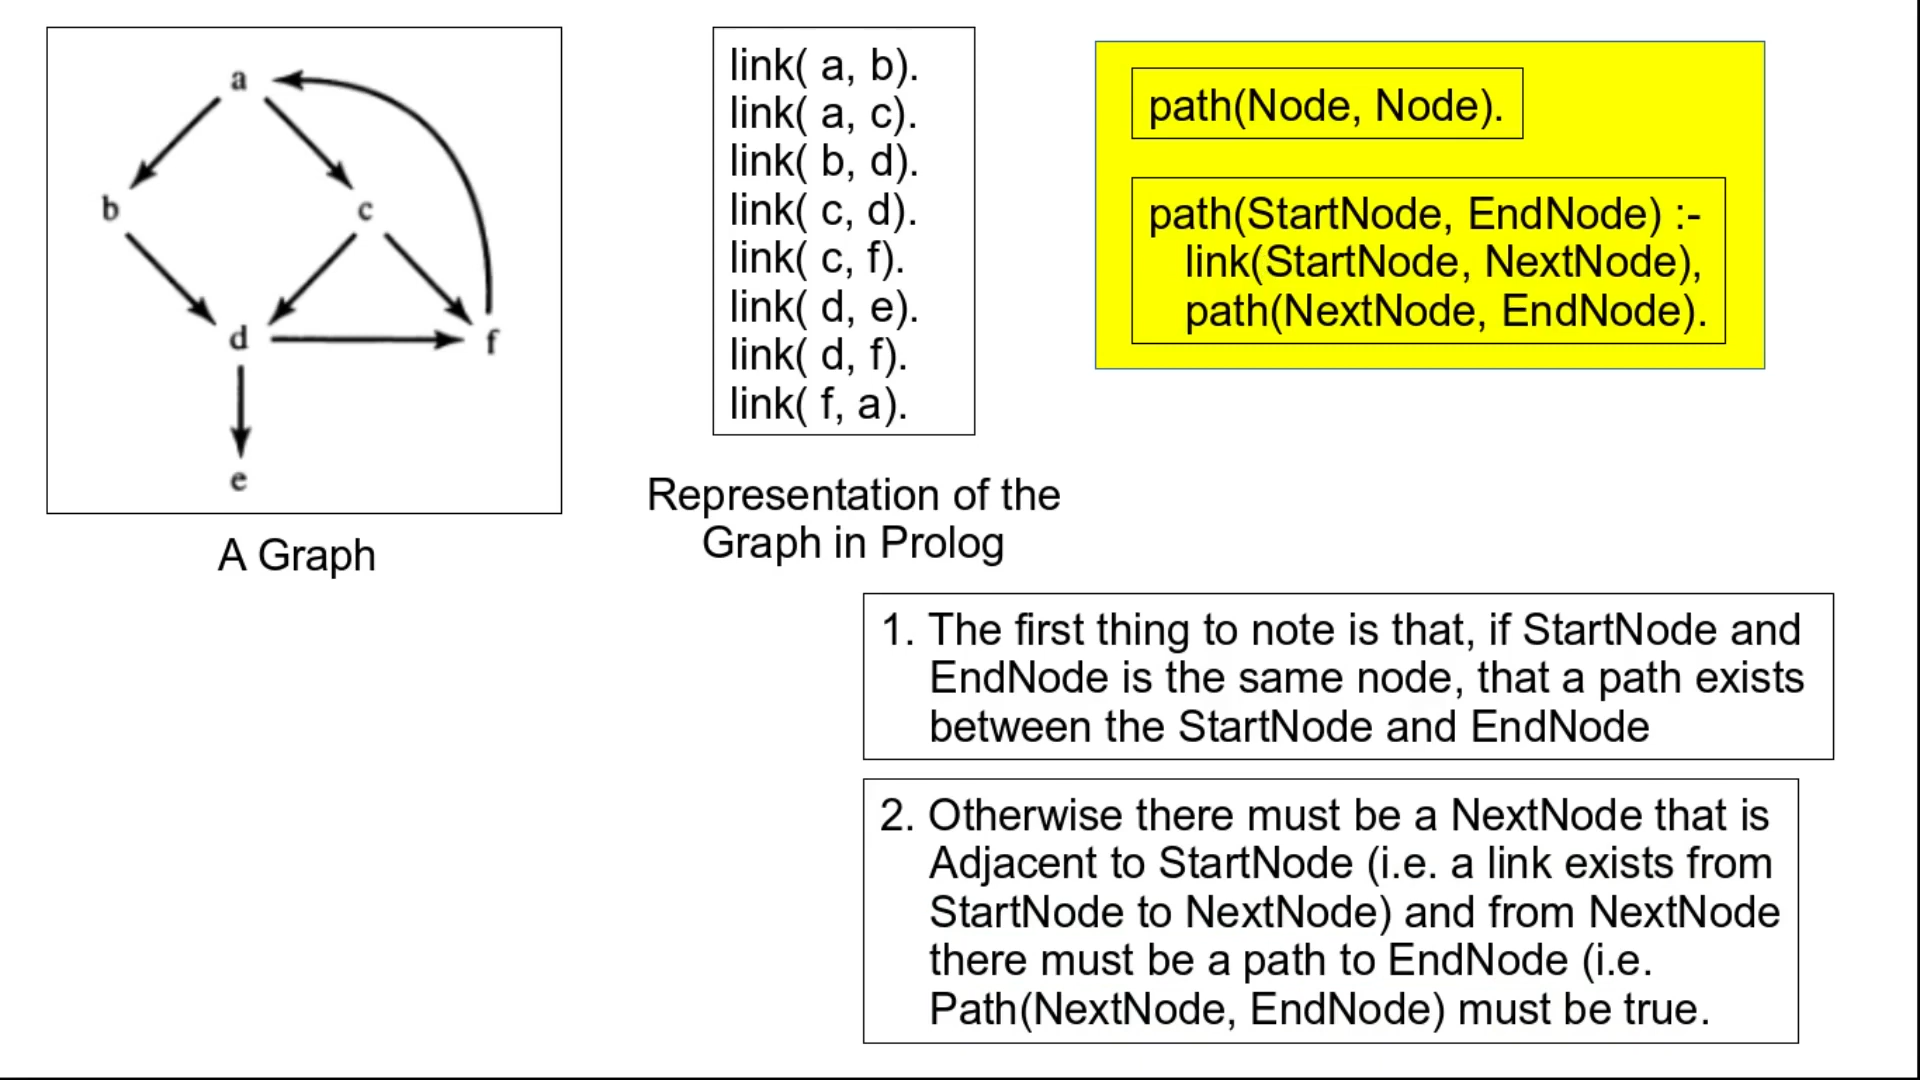 a
b
c
d
f
e
A Graph
link( a, b).
link( a, c).
link( b, d).
link( c, d).
link( c, f).
link( d, e).
link( d, f).
link( f, a).
Representation of the
Graph in Prolog
path(Node, Node).
path(StartNode, EndNode) :-
link(StartNode, NextNode),
path(NextNode, EndNode).
1. The first thing to note is that, if StartNode and
EndNode is the same node, that a path exists
between the StartNode and EndNode
2. Otherwise there must be a NextNode that is
Adjacent to StartNode (i.e. a link exists from
StartNode to NextNode) and from NextNode
there must be a path to EndNode (i.e.
Path(NextNode, EndNode) must be true.